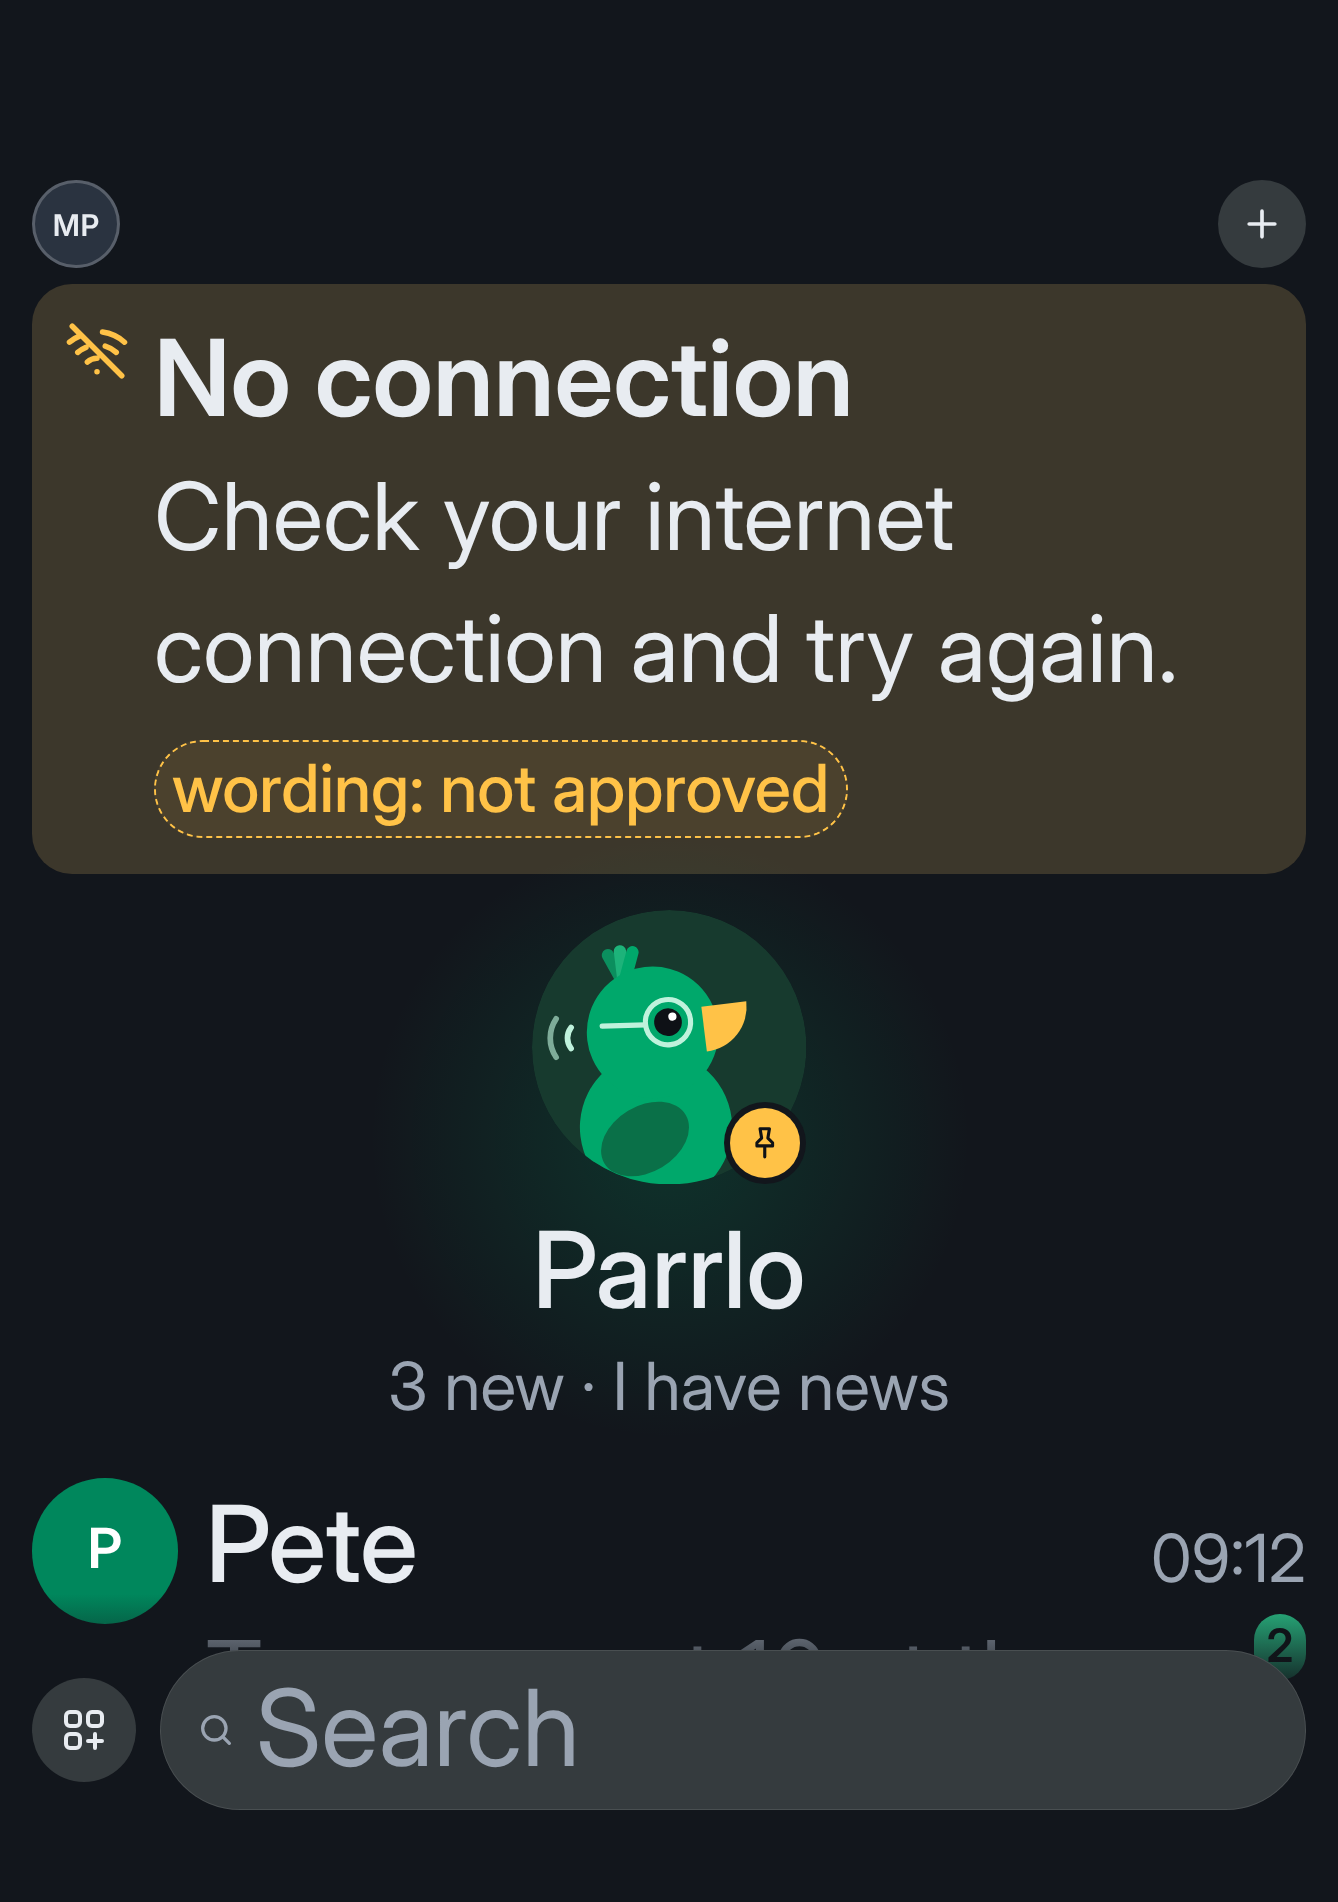 MP
No connection
Check your internet
connection and try again.
wording: not approved
Parrlo
3 new · I have news
P
Pete
09:12
2
Search